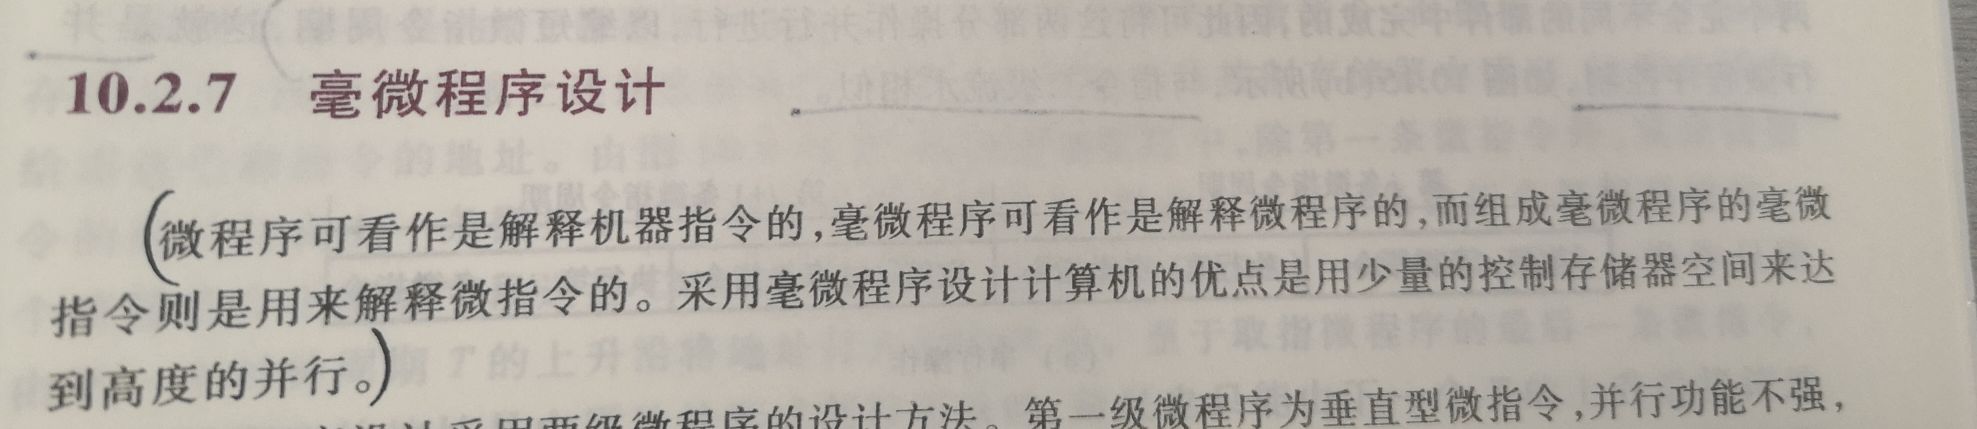 10.2.7 毫微程序设计
(微程序可看作是解释机器指令的,毫微程序可看作是解释微程序的,而组成毫微程序的毫微
指令则是用来解释微指令的。采用毫微程序设计计算机的优点是用少量的控制存储器空间来达
到高度的并行。)
采用两级微程序的设计方法。第一级微程序为垂直型微指令,并行功能不强,